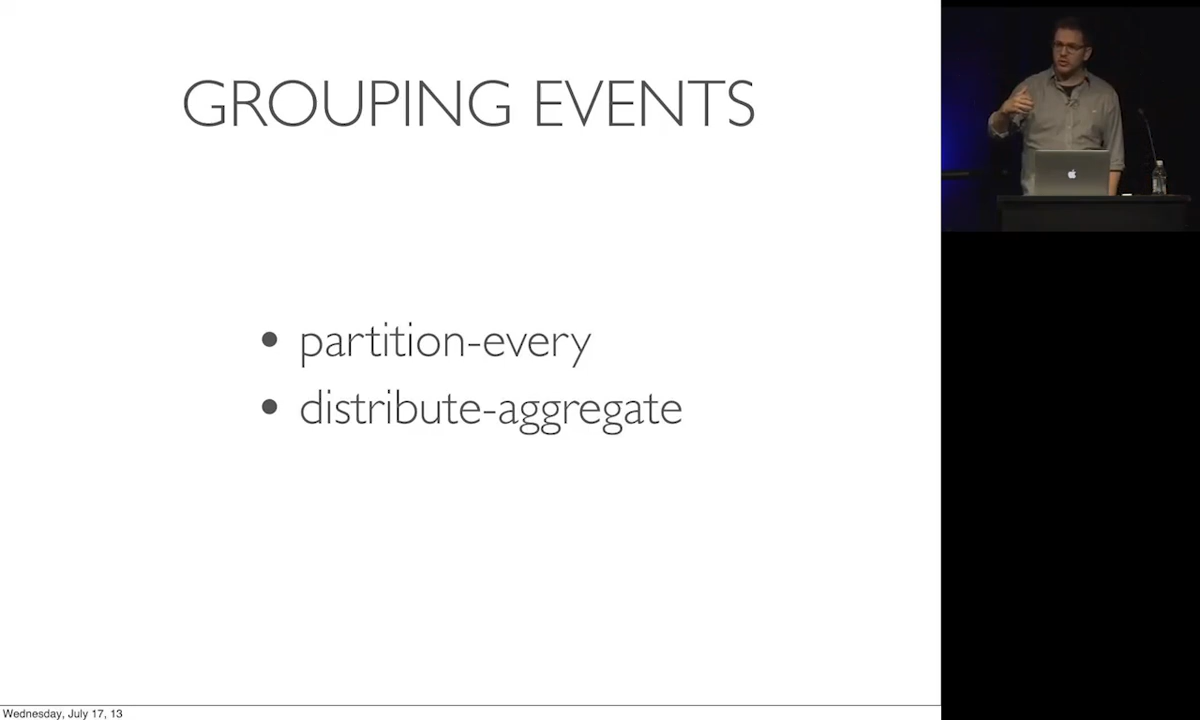 GROUPING EVENTS
• partition-every
• distribute-aggregate
Wednesday, July 17, 13